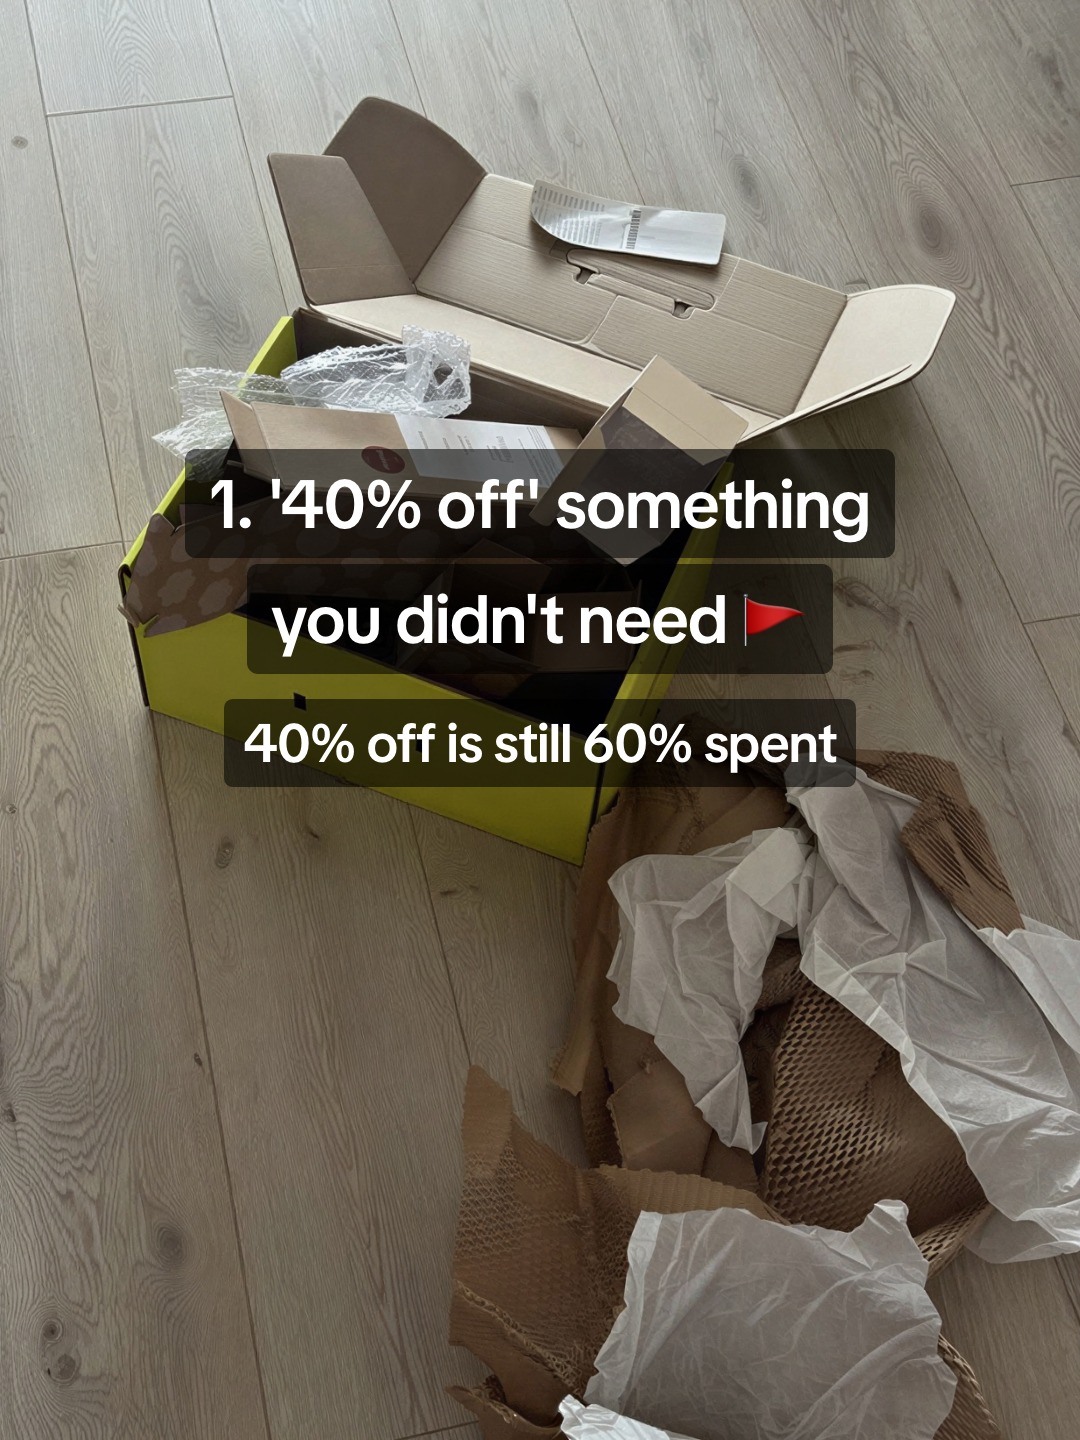 1. '40% off' something
you didn't need 🚩
40% off is still 60% spent